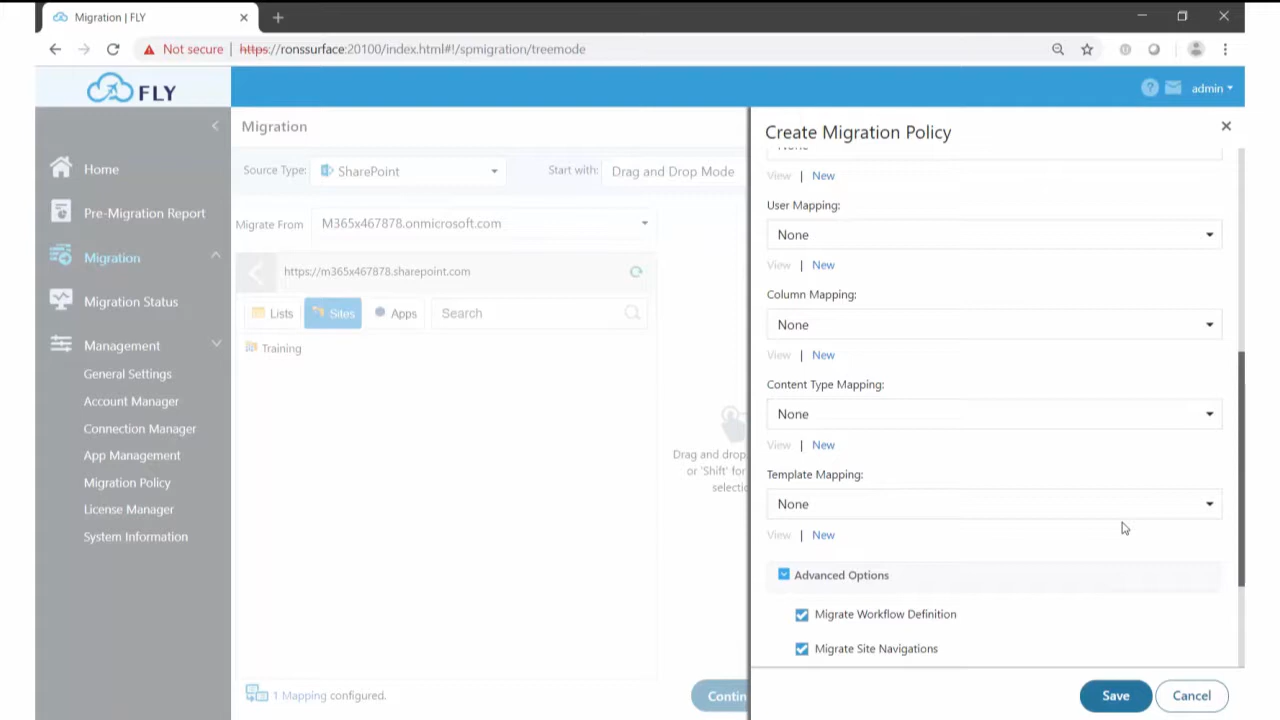 Migration | FLY
Not secure | https://ronssurface:20100/index.html#!/spmigration/treemode
FLY
admin
Home
Pre-Migration Report
Migration
Migration Status
Management
General Settings
Account Manager
Connection Manager
App Management
Migration Policy
License Manager
System Information
Migration
Source Type: SharePoint
Start with: Drag and Drop Mode
Migrate From M365x467878.onmicrosoft.com
https://m365x467878.sharepoint.com
Lists Sites Apps Search
Training
Drag and drop
or 'Shift' for
selectio
1 Mapping configured.
Contin
Create Migration Policy
None
View | New
User Mapping:
None
View | New
Column Mapping:
None
View | New
Content Type Mapping:
None
View | New
Template Mapping:
None
View | New
Advanced Options
Migrate Workflow Definition
Migrate Site Navigations
Save Cancel